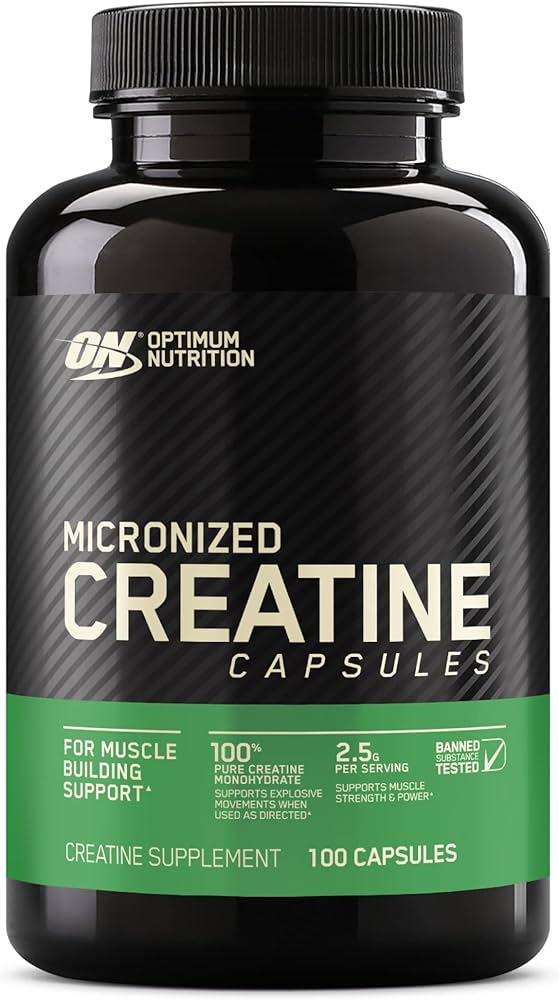 ON® OPTIMUM
NUTRITION
MICRONIZED
CREATINE
CAPSULES
FOR MUSCLE
BUILDING
SUPPORT▲
100%
PURE CREATINE
MONOHYDRATE
SUPPORTS EXPLOSIVE
MOVEMENTS WHEN
USED AS DIRECTED▲
2.5G
PER SERVING
SUPPORTS MUSCLE
STRENGTH & POWER▲
BANNED
SUBSTANCE
TESTED
CREATINE SUPPLEMENT 100 CAPSULES